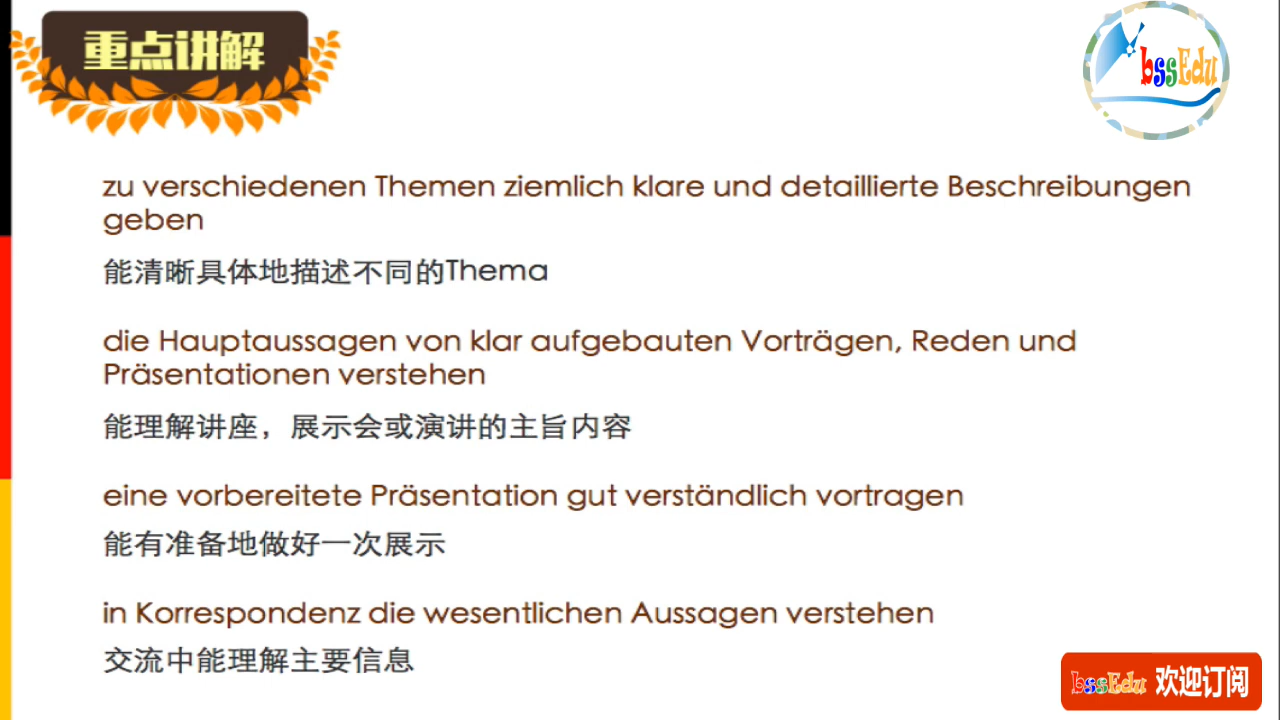 重点讲解
bssEdu
zu verschiedenen Themen ziemlich klare und detaillierte Beschreibungen
geben
能清晰具体地描述不同的Thema
die Hauptaussagen von klar aufgebauten Vorträgen, Reden und
Präsentationen verstehen
能理解讲座，展示会或演讲的主旨内容
eine vorbereitete Präsentation gut verständlich vortragen
能有准备地做好一次展示
in Korrespondenz die wesentlichen Aussagen verstehen
交流中能理解主要信息
bssEdu 欢迎订阅